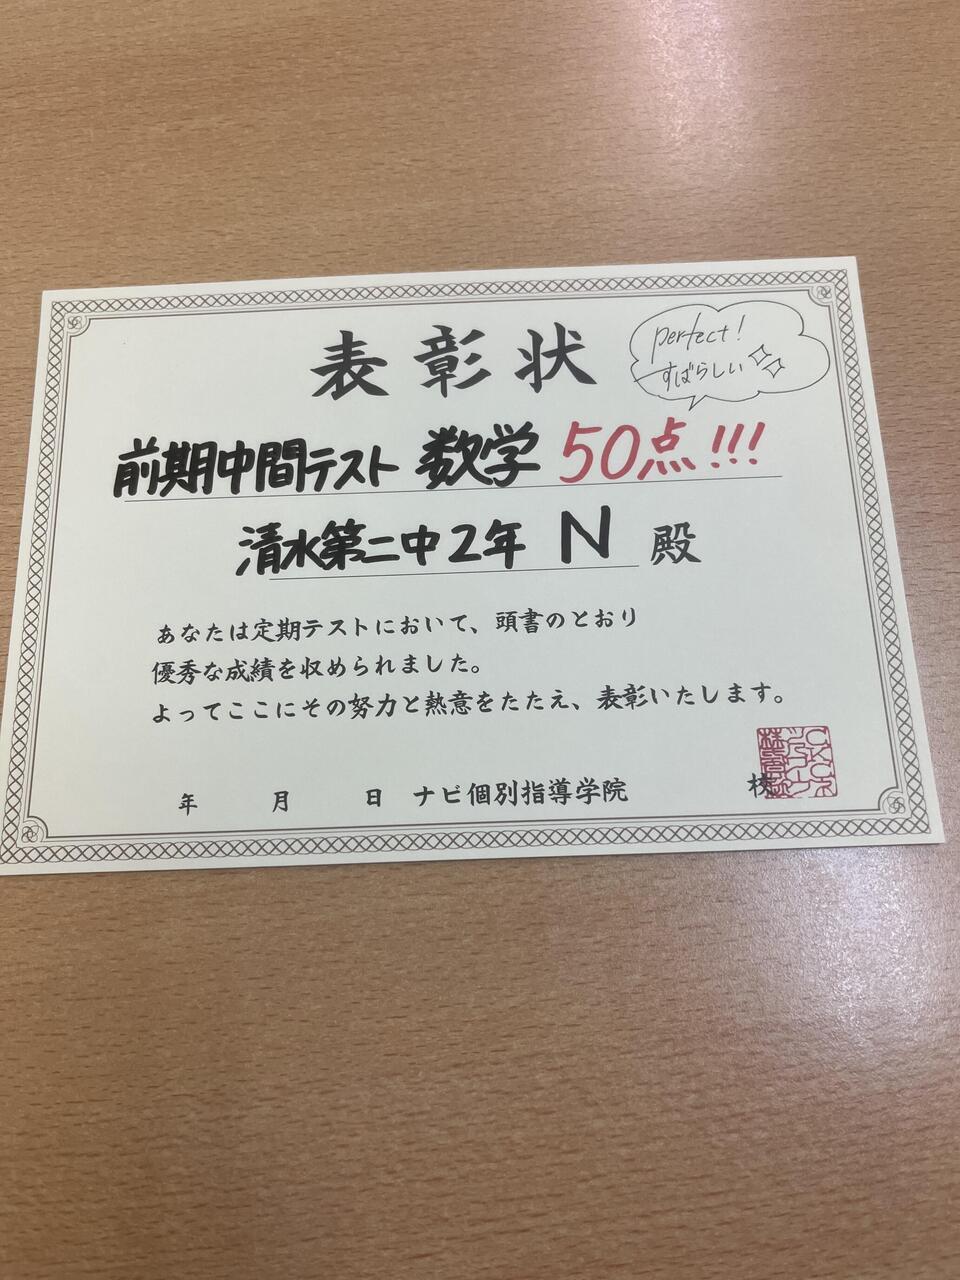 表彰状
perfect!
すばらしい
前期中間テスト 数学 50点!!!
清水第二中2年 N 殿
あなたは定期テストにおいて、頭書のとおり
優秀な成績を収められました。
よってここにその努力と熱意をたたえ、表彰いたします。
年 月 日 ナビ個別指導学院 校